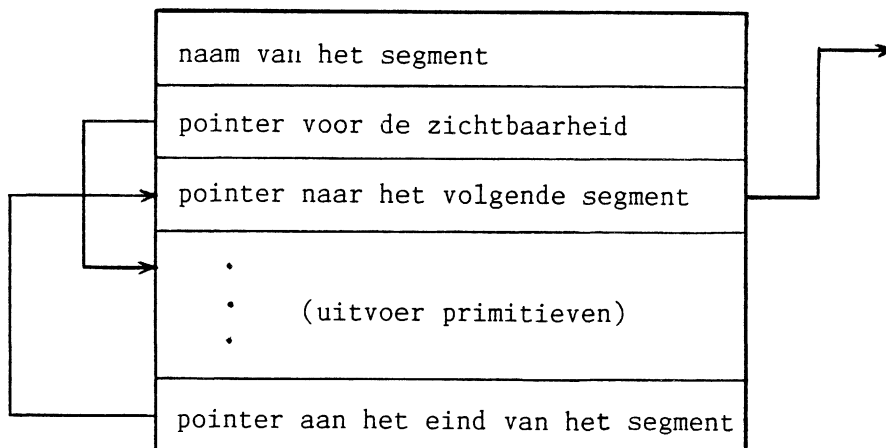 naam van het segment
pointer voor de zichtbaarheid
pointer naar het volgende segment
(uitvoer primitieven)
pointer aan het eind van het segment